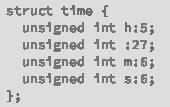 struct time {
unsigned int h:5;
unsigned int :27;
unsigned int m:6;
unsigned int s:6;
};